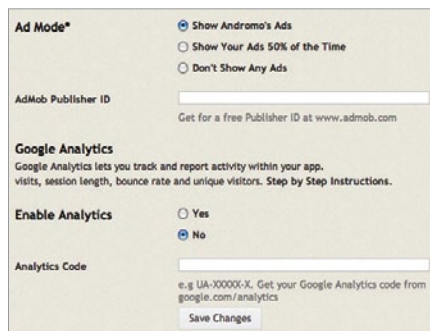 Ad Mode*
Show Andromo's Ads
Show Your Ads 50% of the Time
Don't Show Any Ads
AdMob Publisher ID
Get for a free Publisher ID at www.admob.com
Google Analytics
Google Analytics lets you track and report activity within your app.
visits, session length, bounce rate and unique visitors. Step by Step Instructions.
Enable Analytics
Yes
No
Analytics Code
e.g UA-XXXXX-X. Get your Google Analytics code from
google.com/analytics
Save Changes